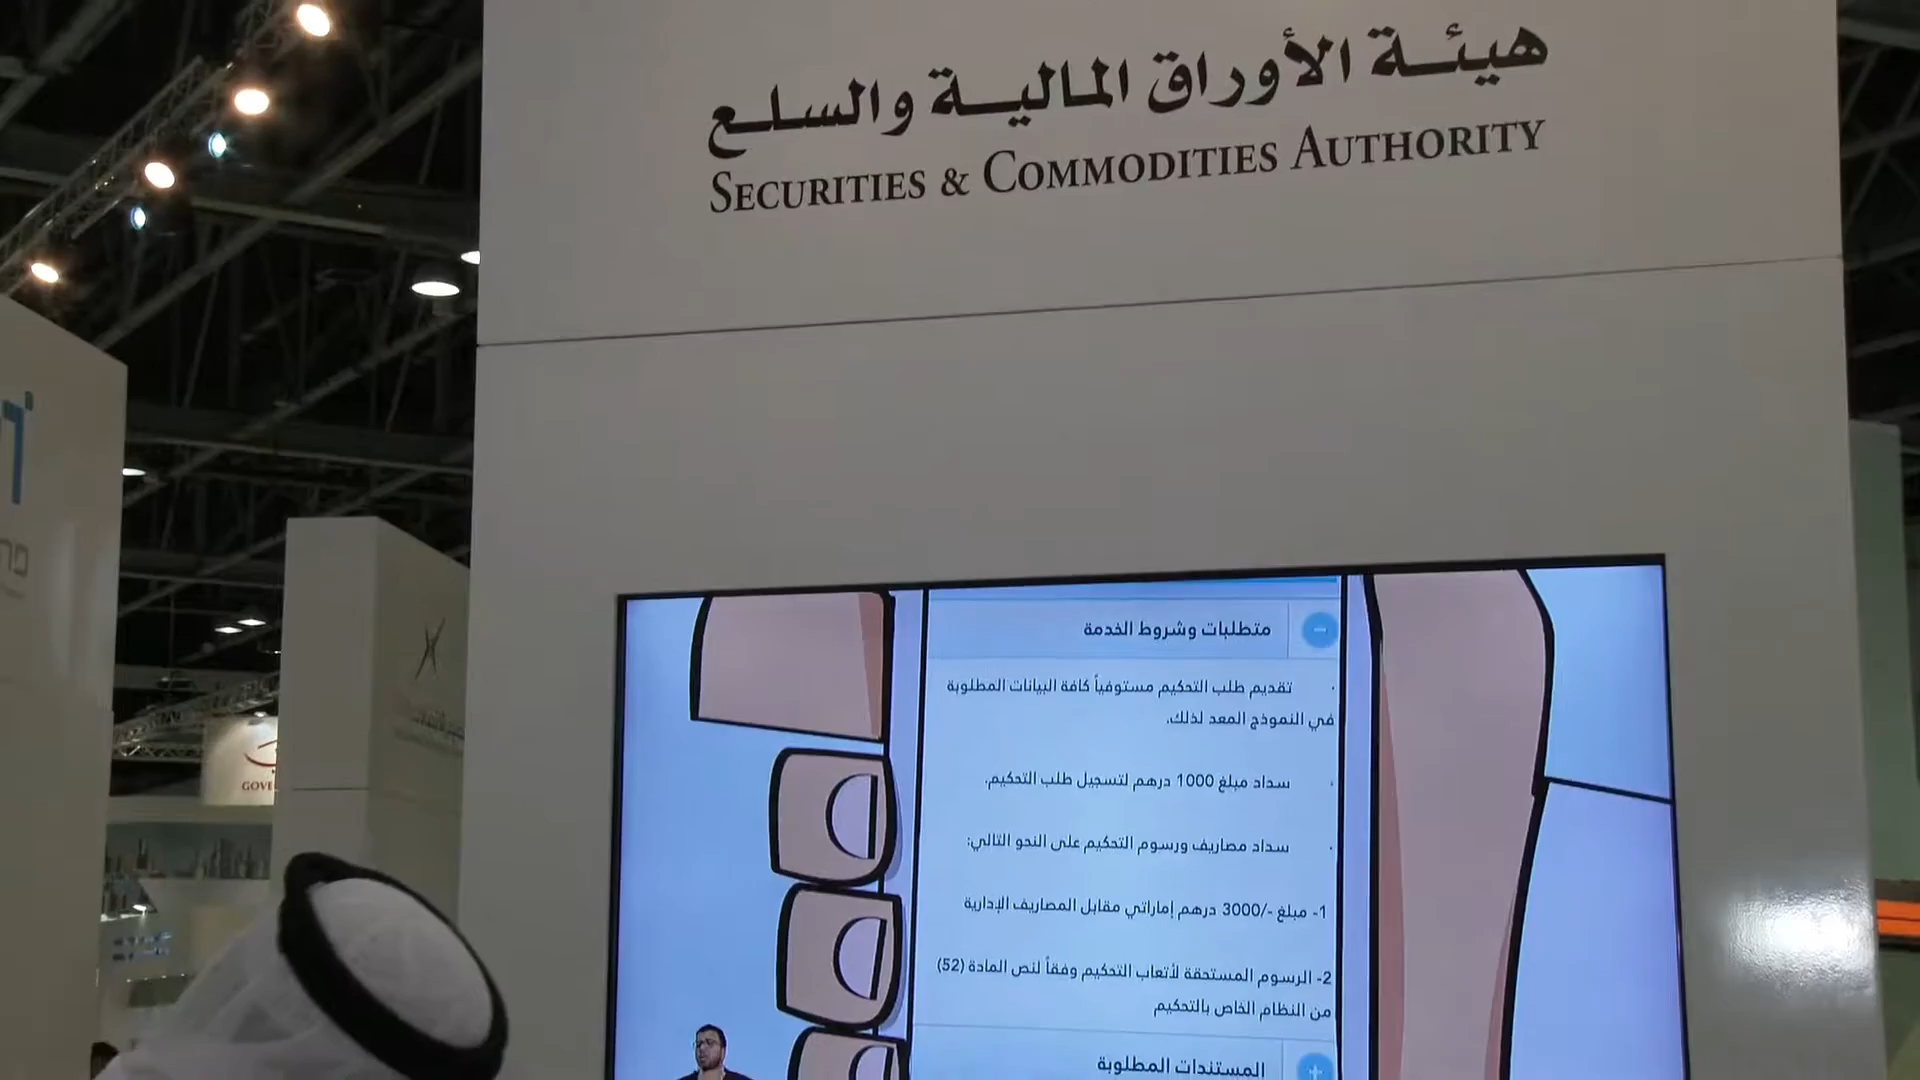 هيئة الأوراق المالية والسلع
SECURITIES & COMMODITIES AUTHORITY
متطلبات وشروط الخدمة
تقديم طلب التحكيم مستوفياً كافة البيانات المطلوبة
في النموذج المعد لذلك.
سداد مبلغ 1000 درهم لتسجيل طلب التحكيم.
سداد مصاريف ورسوم التحكيم على النحو التالي:
1- مبلغ -/3000 درهم إماراتي مقابل المصاريف الإدارية
2- الرسوم المستحقة لأتعاب التحكيم وفقاً لنص المادة (52)
من النظام الخاص بالتحكيم
المستندات المطلوبة